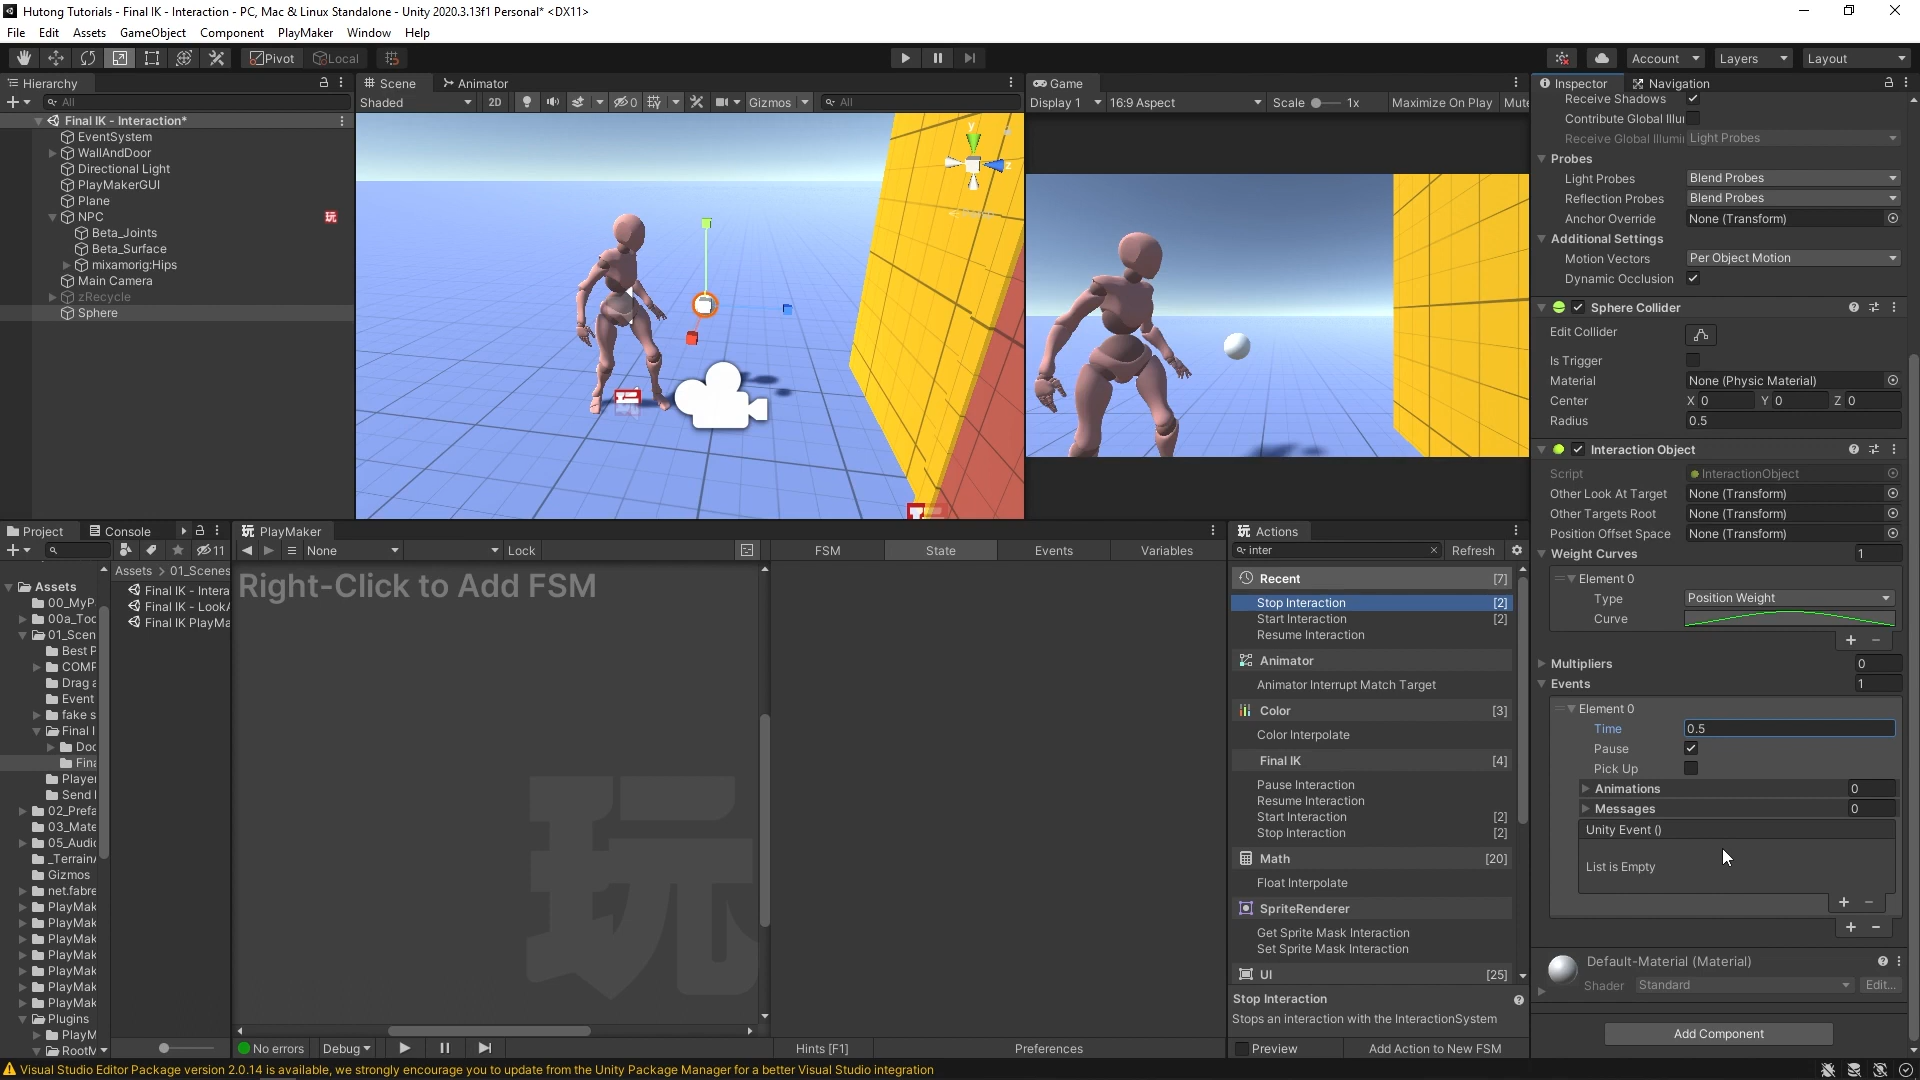 Hutong Tutorials - Final IK - Interaction - PC, Mac & Linux Standalone - Unity 2020.3.13f1 Personal* <DX11>
File Edit Assets GameObject Component PlayMaker Window Help
Pivot Local Account Layers Layout
Hierarchy
All
Final IK - Interaction*
EventSystem
WallAndDoor
Directional Light
PlayMakerGUI
Plane
NPC 玩
Beta_Joints
Beta_Surface
mixamorig:Hips
Main Camera
zRecycle
Sphere
Scene Animator
Shaded 2D 0 Gizmos All
y
z
Game
Display 1 16:9 Aspect Scale 1x Maximize On Play Mute
Inspector Navigation
Receive Shadows
Contribute Global Illu
Receive Global Illumi Light Probes
Probes
Light Probes Blend Probes
Reflection Probes Blend Probes
Anchor Override None (Transform)
Additional Settings
Motion Vectors Per Object Motion
Dynamic Occlusion
Sphere Collider
Edit Collider
Is Trigger
Material None (Physic Material)
Center X 0 Y 0 Z 0
Radius 0.5
Interaction Object
Script InteractionObject
Other Look At Target None (Transform)
Other Targets Root None (Transform)
Position Offset Space None (Transform)
Weight Curves 1
Element 0
Type Position Weight
Curve
Multipliers 0
Events 1
Element 0
Time 0.5
Pause
Pick Up
Animations 0
Messages 0
Unity Event ()
List is Empty
Default-Material (Material)
Shader Standard Edit...
Add Component
Project Console
11
Assets > 01_Scenes
Assets
00_MyP
00a_Too
01_Scen
Best P
COMP
Drag a
Event
fake s
Final I
Doc
Fina
Player
Send I
02_Prefa
03_Mate
05_Audio
_TerrainA
Gizmos
net.fabre
PlayMak
PlayMak
PlayMak
PlayMak
PlayMak
PlayMak
PlayMak
Plugins
PlayM
RootM
Final IK - Intera
Final IK - LookA
Final IK PlayMa
玩 PlayMaker
None Lock
FSM State Events Variables
Right-Click to Add FSM
玩
No errors Debug
Hints [F1] Preferences
玩 Actions
inter Refresh
Recent [7]
Stop Interaction [2]
Start Interaction [2]
Resume Interaction
Animator
Animator Interrupt Match Target
Color [3]
Color Interpolate
Final IK [4]
Pause Interaction
Resume Interaction
Start Interaction [2]
Stop Interaction [2]
Math [20]
Float Interpolate
SpriteRenderer
Get Sprite Mask Interaction
Set Sprite Mask Interaction
UI [25]
Stop Interaction
Stops an interaction with the InteractionSystem
Preview Add Action to New FSM
Visual Studio Editor Package version 2.0.14 is available, we strongly encourage you to update from the Unity Package Manager for a better Visual Studio integration